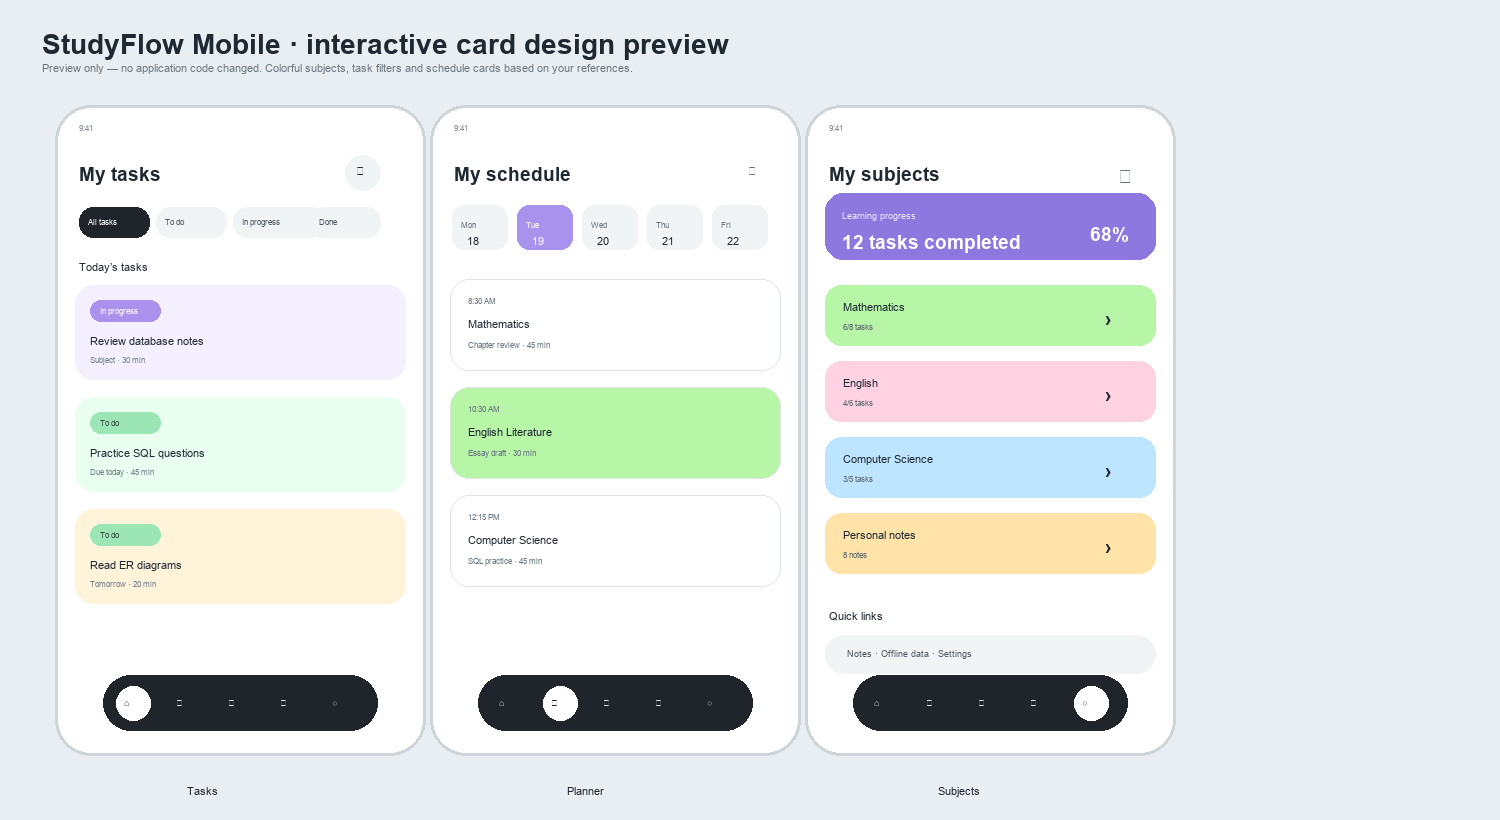 StudyFlow Mobile · interactive card design preview
Preview only — no application code changed. Colorful subjects, task filters and schedule cards based on your references.
9:41
My tasks
All tasks
To do
In progress
Done
Today's tasks
In progress
Review database notes
Subject · 30 min
To do
Practice SQL questions
Due today · 45 min
To do
Read ER diagrams
Tomorrow · 20 min
Tasks
9:41
My schedule
Mon
18
Tue
19
Wed
20
Thu
21
Fri
22
8:30 AM
Mathematics
Chapter review · 45 min
10:30 AM
English Literature
Essay draft · 30 min
12:15 PM
Computer Science
SQL practice · 45 min
Planner
9:41
My subjects
Learning progress
12 tasks completed
68%
Mathematics
6/8 tasks
›
English
4/6 tasks
›
Computer Science
3/5 tasks
›
Personal notes
8 notes
›
Quick links
Notes · Offline data · Settings
Subjects